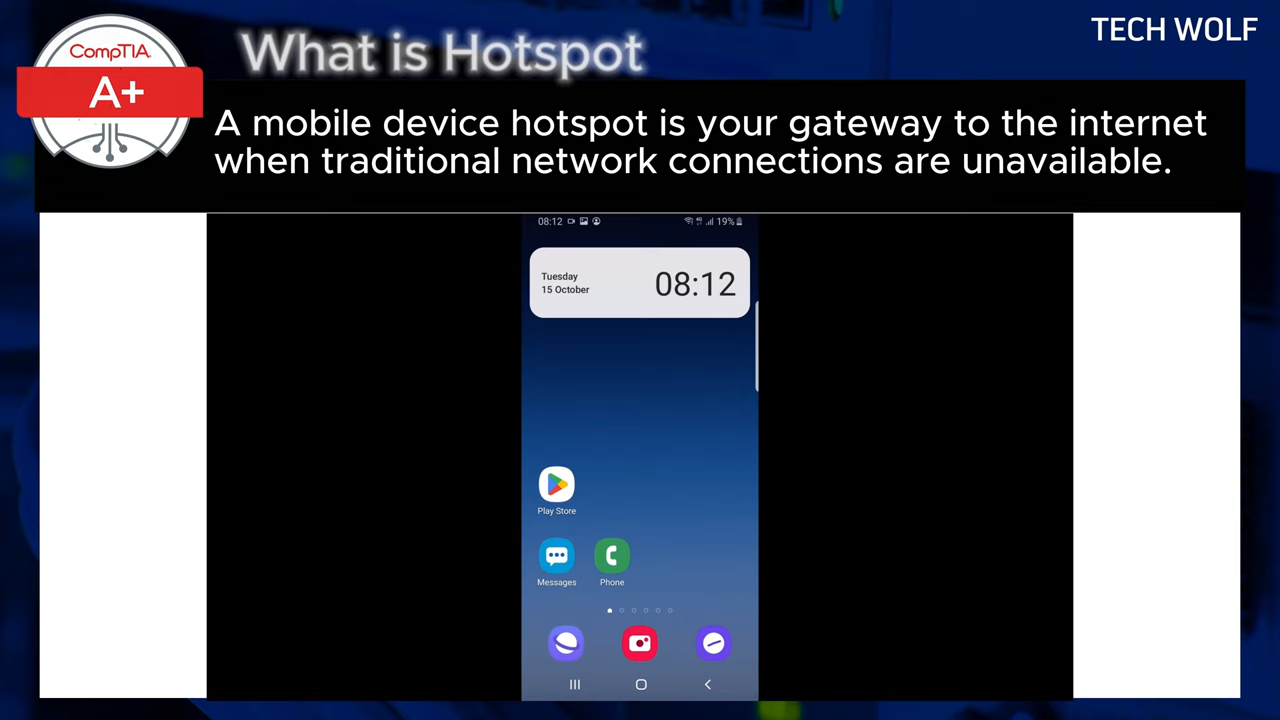 TECH WOLF
CompTIA.
A+
What is Hotspot
A mobile device hotspot is your gateway to the internet
when traditional network connections are unavailable.
08:12
4G
19%
Tuesday
15 October
08:12
Play Store
Messages
Phone